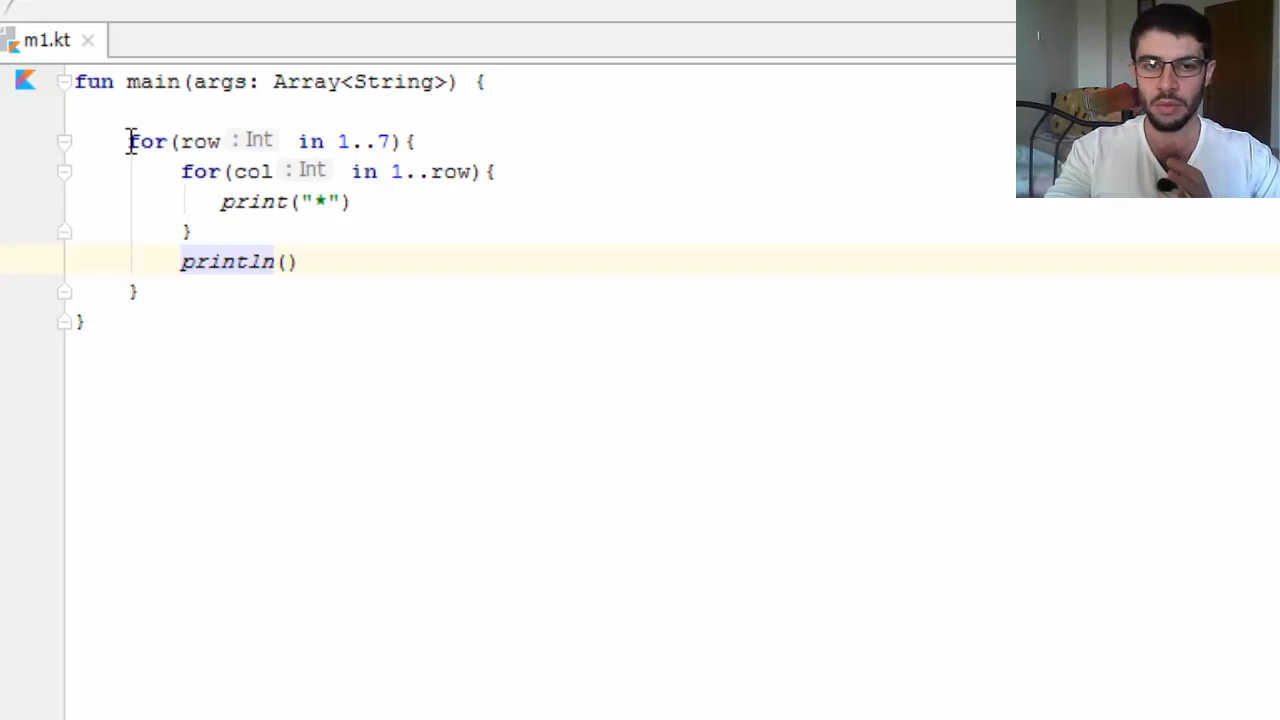 m1.kt
fun main(args: Array<String>) {
for(row : Int in 1..7){
for(col : Int in 1..row){
print("*")
}
println()
}
}